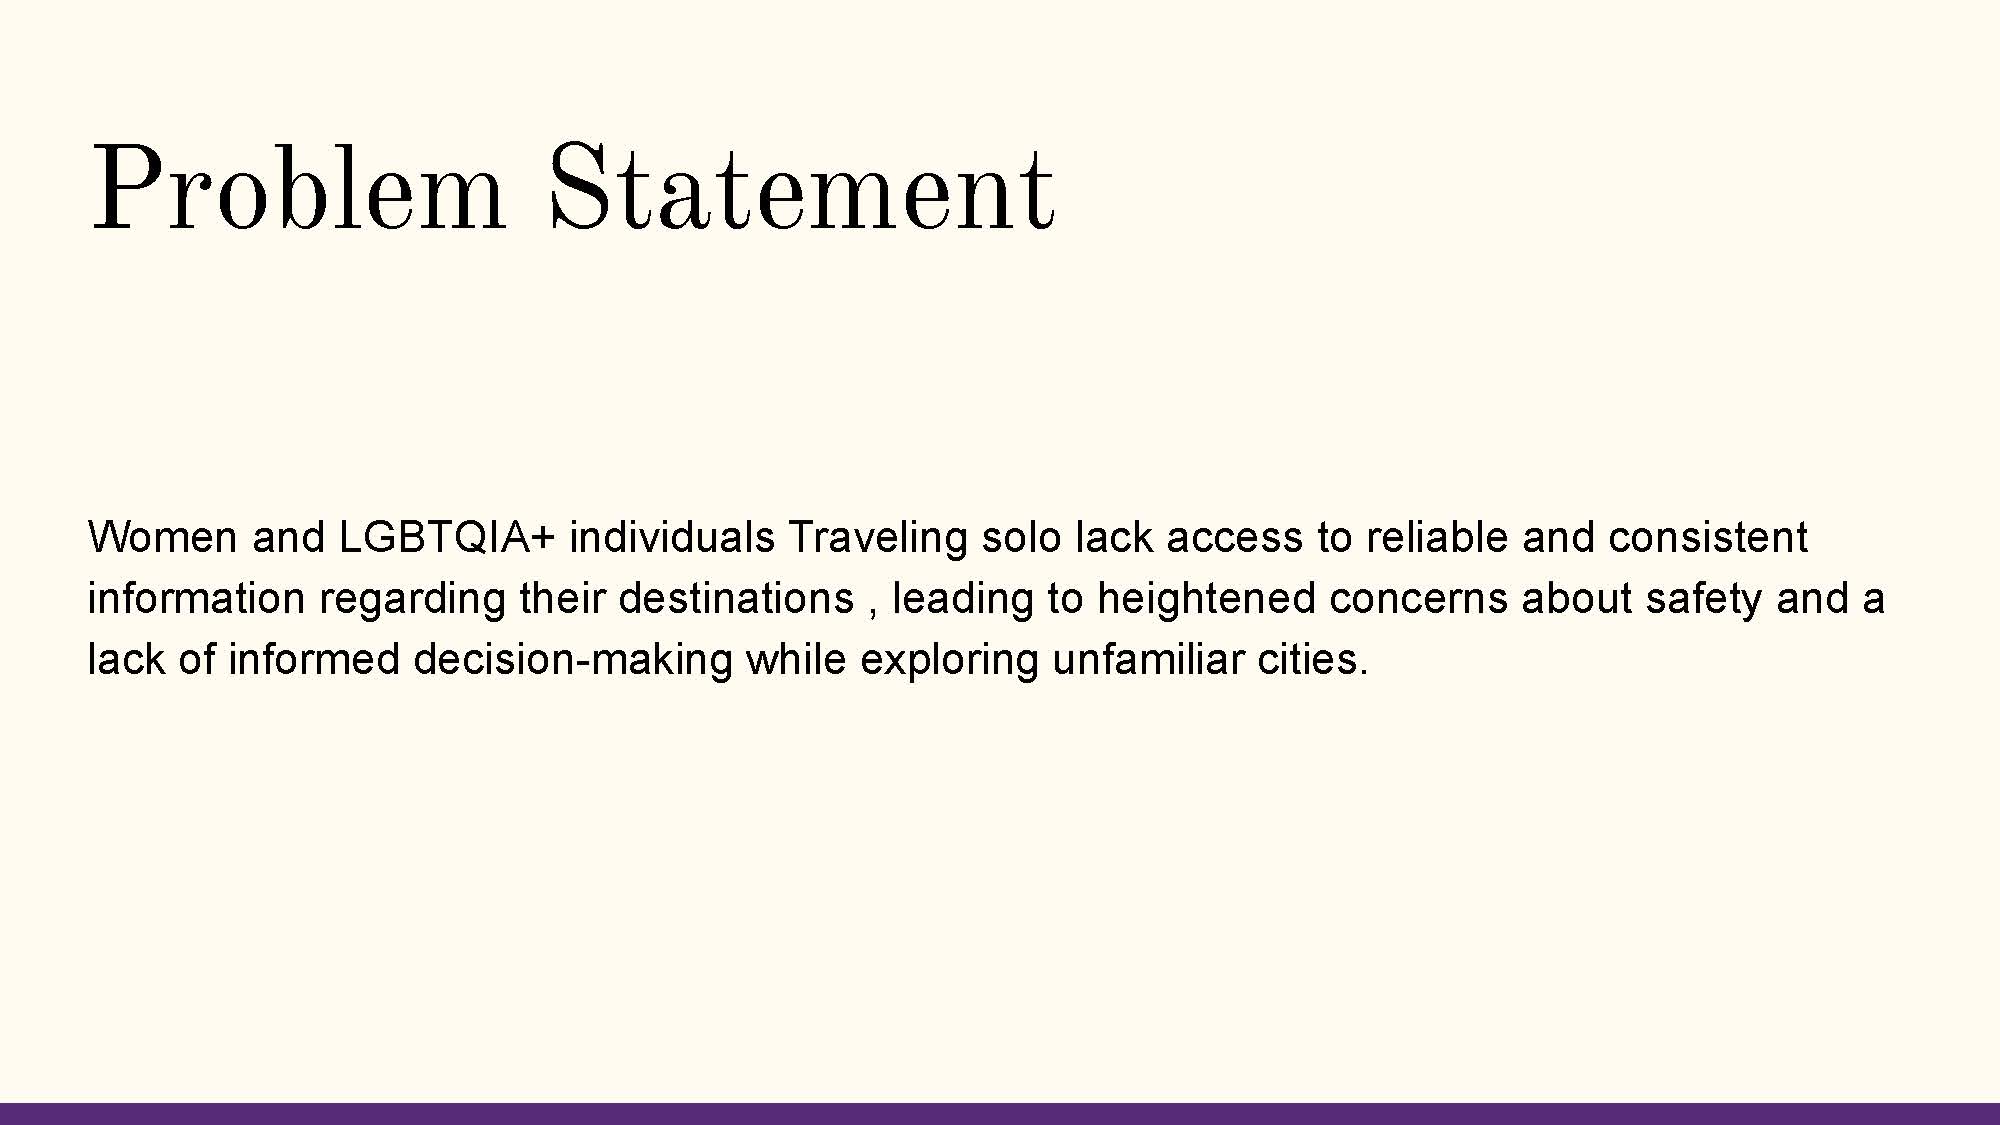 Problem Statement
Women and LGBTQIA+ individuals Traveling solo lack access to reliable and consistent
information regarding their destinations , leading to heightened concerns about safety and a
lack of informed decision-making while exploring unfamiliar cities.